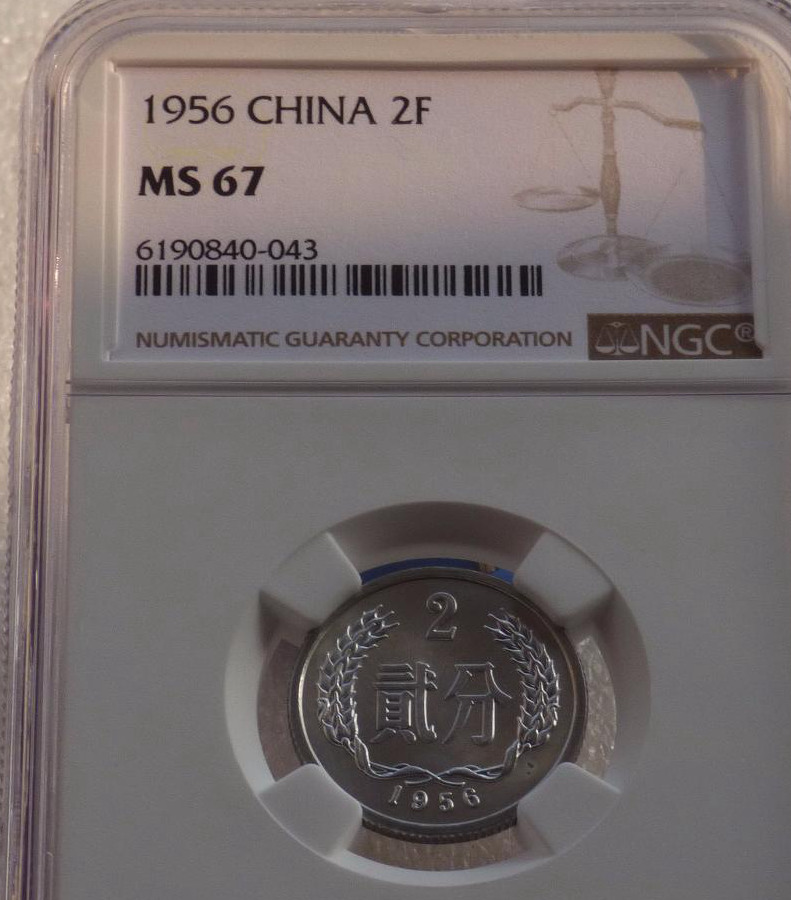 1956 CHINA 2F
MS 67
6190840-043
NUMISMATIC GUARANTY CORPORATION NGC®
2
貳分
1956